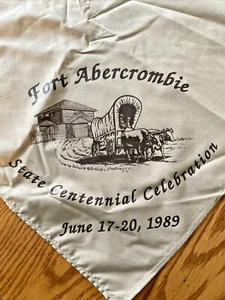 Fort Abercrombie
State Centennial Celebration
June 17-20, 1989